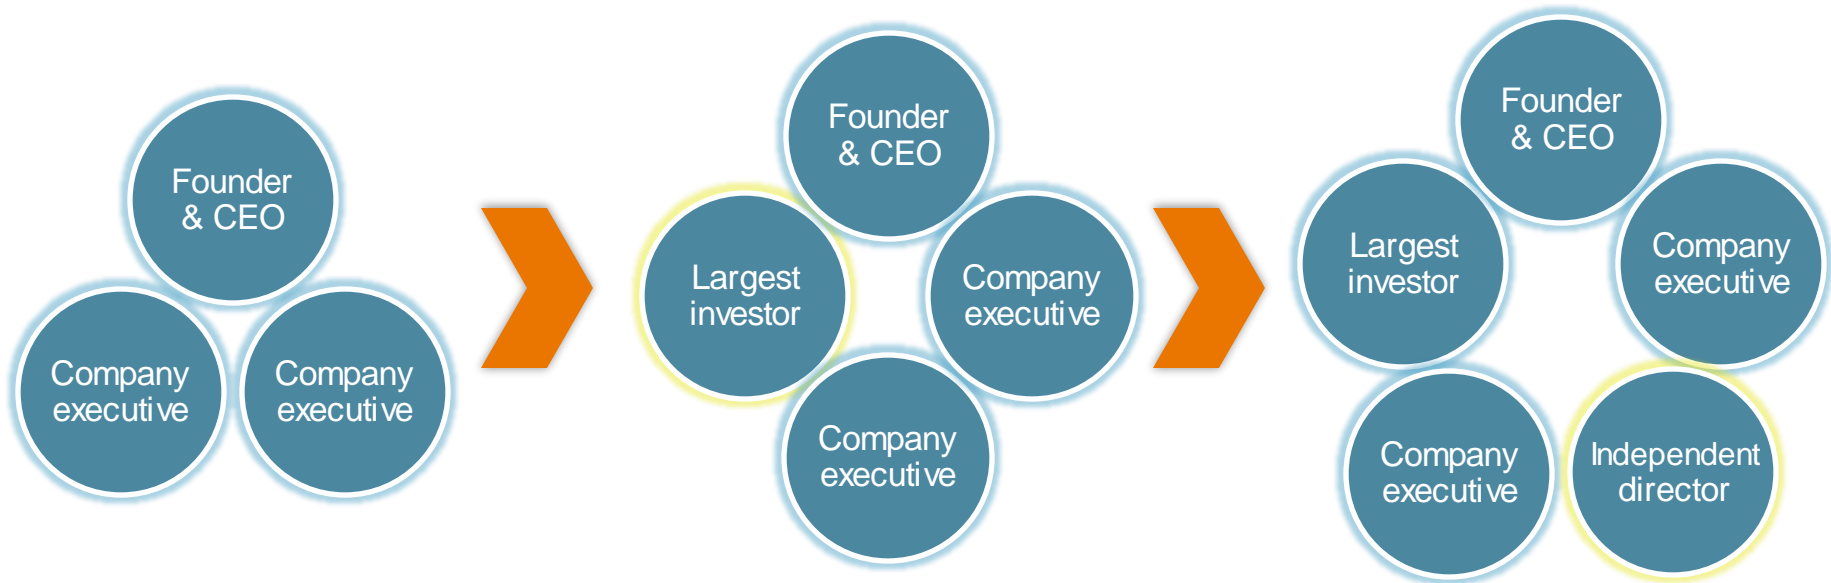 Founder
& CEO
Company
executive
Company
executive
Founder
& CEO
Largest
investor
Company
executive
Company
executive
Founder
& CEO
Largest
investor
Company
executive
Company
executive
Independent
director